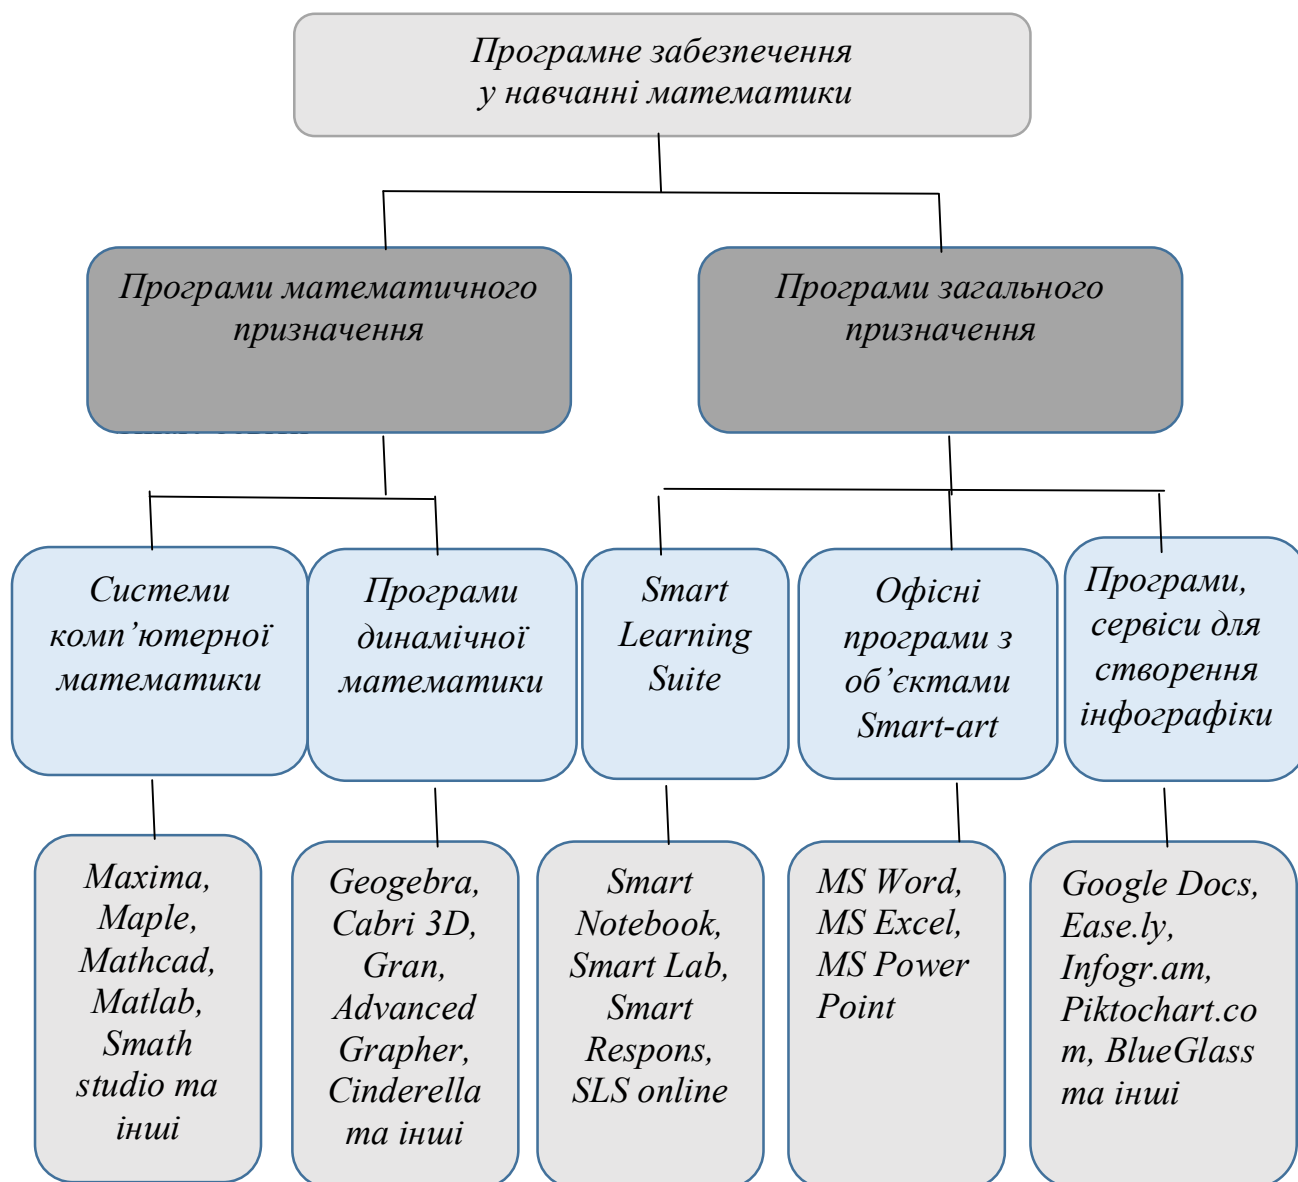 Програмне забезпечення
у навчанні математики
Програми математичного
призначення
Програми загального
призначення
Системи
комп’ютерної
математики
Програми
динамічної
математики
Smart
Learning
Suite
Офісні
програми з
об’єктами
Smart-art
Програми,
сервіси для
створення
інфографіки
Maxima,
Maple,
Mathcad,
Matlab,
Smath
studio та
інші
Geogebra,
Cabri 3D,
Gran,
Advanced
Grapher,
Cinderella
та інші
Smart
Notebook,
Smart Lab,
Smart
Respons,
SLS online
MS Word,
MS Excel,
MS Power
Point
Google Docs,
Ease.ly,
Infogr.am,
Piktochart.co
m, BlueGlass
та інші